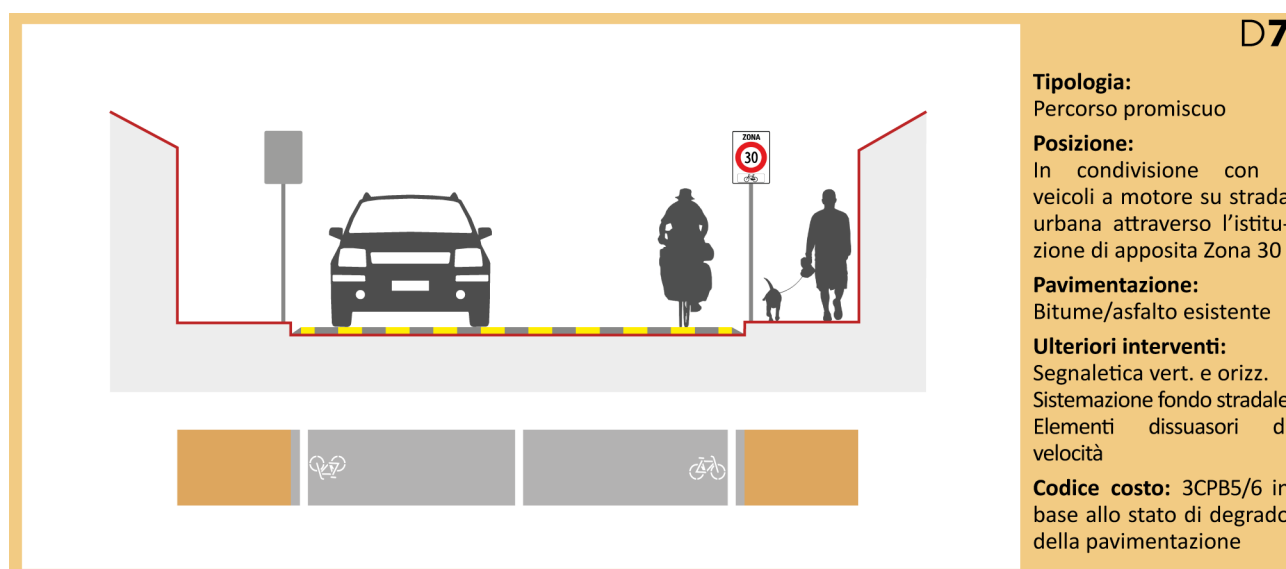 D7
Tipologia:
Percorso promiscuo
Posizione:
In condivisione con
veicoli a motore su strada
urbana attraverso l’istitu-
zione di apposita Zona 30
Pavimentazione:
Bitume/asfalto esistente
Ulteriori interventi:
Segnaletica vert. e orizz.
Sistemazione fondo stradale
Elementi dissuasori d
velocità
Codice costo: 3CPB5/6 in
base allo stato di degrado
della pavimentazione
ZONA
30